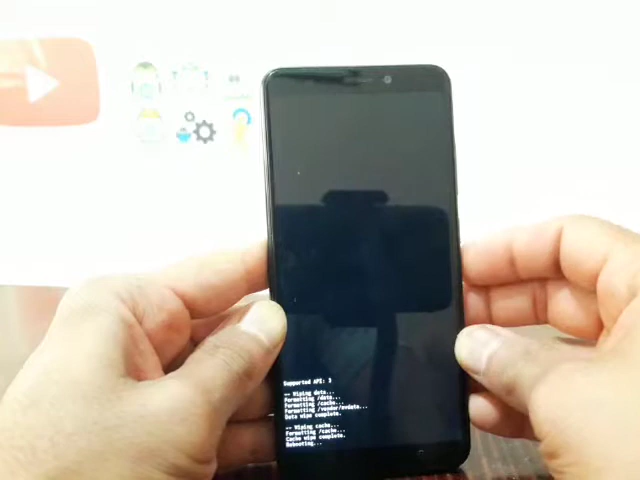 Supported API: 3
-- Wiping data...
Formatting /data...
Formatting /cache...
Formatting /vendor/nvdata...
Data wipe complete.
-- Wiping cache...
Formatting /cache...
Cache wipe complete.
Rebooting...